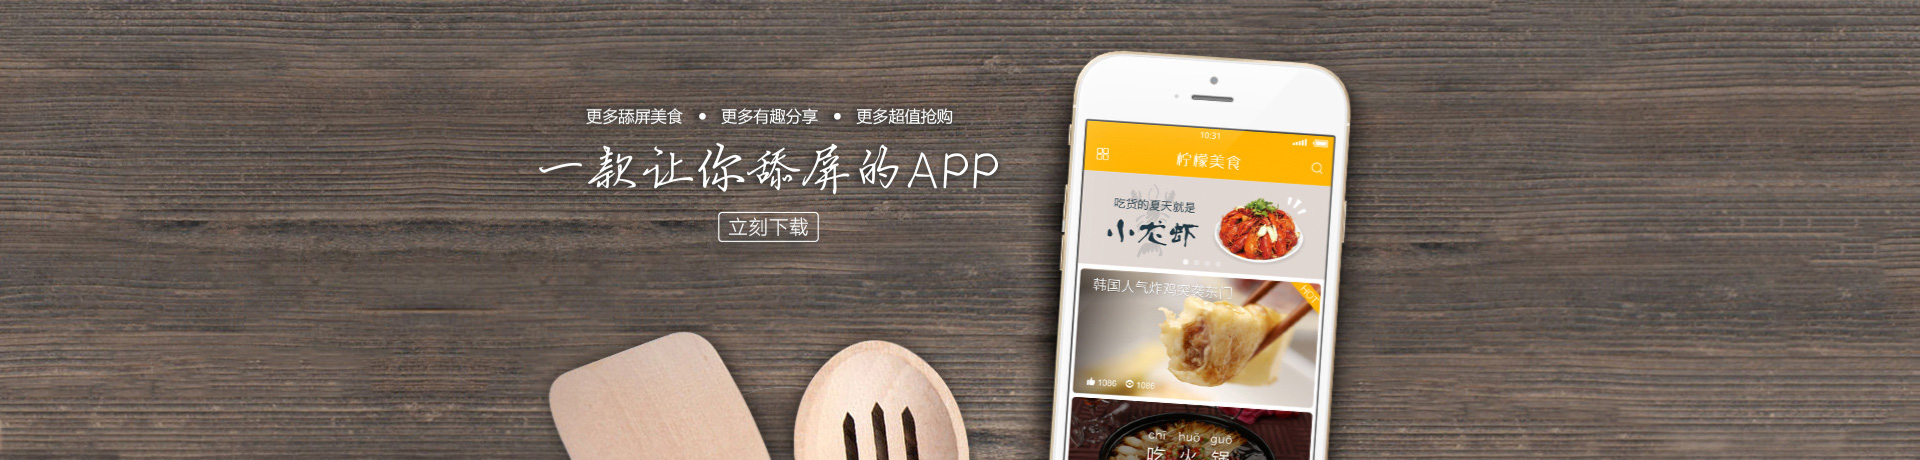 更多舔屏美食 • 更多有趣分享 • 更多超值抢购
一款让你舔屏的APP
立刻下载
10:31
柠檬美食
吃货的夏天就是
小龙虾
韩国人气炸鸡突袭东门
HOT
1086 1086
chī huǒ guō
吃火锅